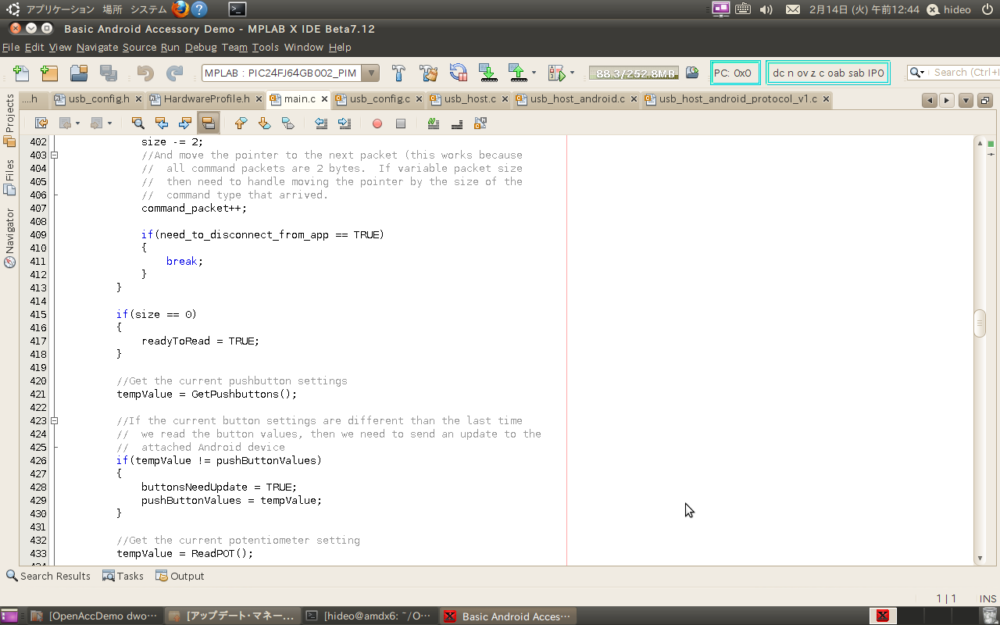 アプリケーション 場所 システム 2月14日 (火) 午前12:44 hideo
Basic Android Accessory Demo - MPLAB X IDE Beta7.12
File Edit View Navigate Source Run Debug Team Tools Window Help
MPLAB : PIC24FJ64GB002_PIM 88.3/252.8MB PC: 0x0 dc n ov z c oab sab IP0 Search (Ctrl+I
....h usb_config.h HardwareProfile.h main.c usb_config.c usb_host.c usb_host_android.c usb_host_android_protocol_v1.c
Projects
Files
Navigator
402 size -= 2;
403 //And move the pointer to the next packet (this works because
404 //  all command packets are 2 bytes.  If variable packet size
405 //  then need to handle moving the pointer by the size of the
406 //  command type that arrived.
407 command_packet++;
408
409 if(need_to_disconnect_from_app == TRUE)
410 {
411 break;
412 }
413 }
414
415 if(size == 0)
416 {
417 readyToRead = TRUE;
418 }
419
420 //Get the current pushbutton settings
421 tempValue = GetPushbuttons();
422
423 //If the current button settings are different than the last time
424 //  we read the button values, then we need to send an update to the
425 //  attached Android device
426 if(tempValue != pushButtonValues)
427 {
428 buttonsNeedUpdate = TRUE;
429 pushButtonValues = tempValue;
430 }
431
432 //Get the current potentiometer setting
433 tempValue = ReadPOT();
Search Results Tasks Output
1 | 1 INS
[OpenAccDemo dwo... [アップデート・マネー... [hideo@amdx6: ~/O... Basic Android Acces...